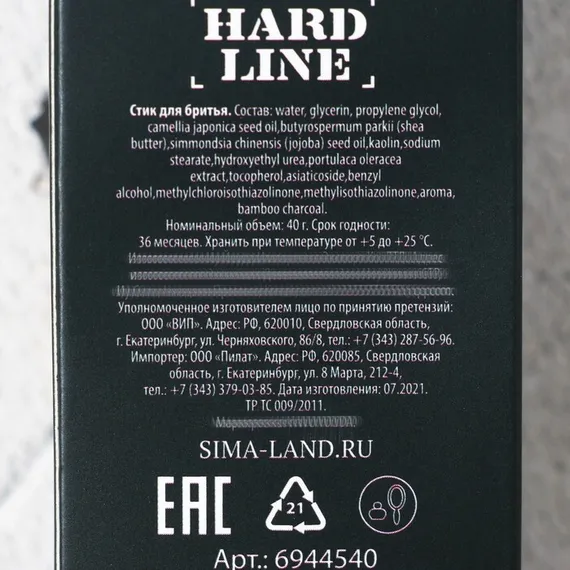 HARD
LINE
Стик для бритья. Состав: water, glycerin, propylene glycol,
camellia japonica seed oil,butyrospermum parkii (shea
butter),simmondsia chinensis (jojoba) seed oil,kaolin,sodium
stearate,hydroxyethyl urea,portulaca oleracea
extract,tocopherol,asiaticoside,benzyl
alcohol,methylchloroisothiazolinone,methylisothiazolinone,aroma,
bamboo charcoal.
Номинальный объем: 40 г. Срок годности:
36 месяцев. Хранить при температуре от +5 до +25 °C.
Уполномоченное изготовителем лицо по принятию претензий:
ООО «ВИП». Адрес: РФ, 620010, Свердловская область,
г. Екатеринбург, ул. Черняховского, 86/8, тел.: +7 (343) 287-56-96.
Импортер: ООО «Пилат». Адрес: РФ, 620085, Свердловская
область, г. Екатеринбург, ул. 8 Марта, 212-4,
тел.: +7 (343) 379-03-85. Дата изготовления: 07.2021.
ТР ТС 009/2011.
SIMA-LAND.RU
EAC
21
Арт.: 6944540